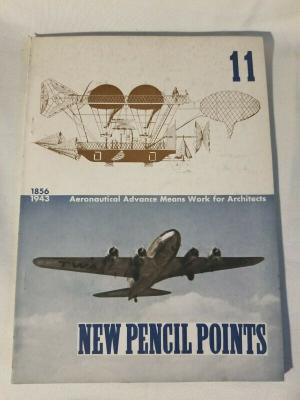 11
1856
1943 Aeronautical Advance Means Work for Architects
TWA
NEW PENCIL POINTS